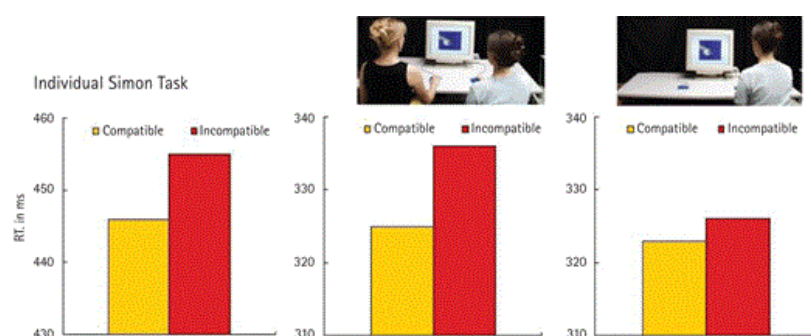 Individual Simon Task
460
Compatible
Incompatible
450
440
430
RT. in ms
340
Compatible
Incompatible
330
320
310
340
Compatible
Incompatible
330
320
310